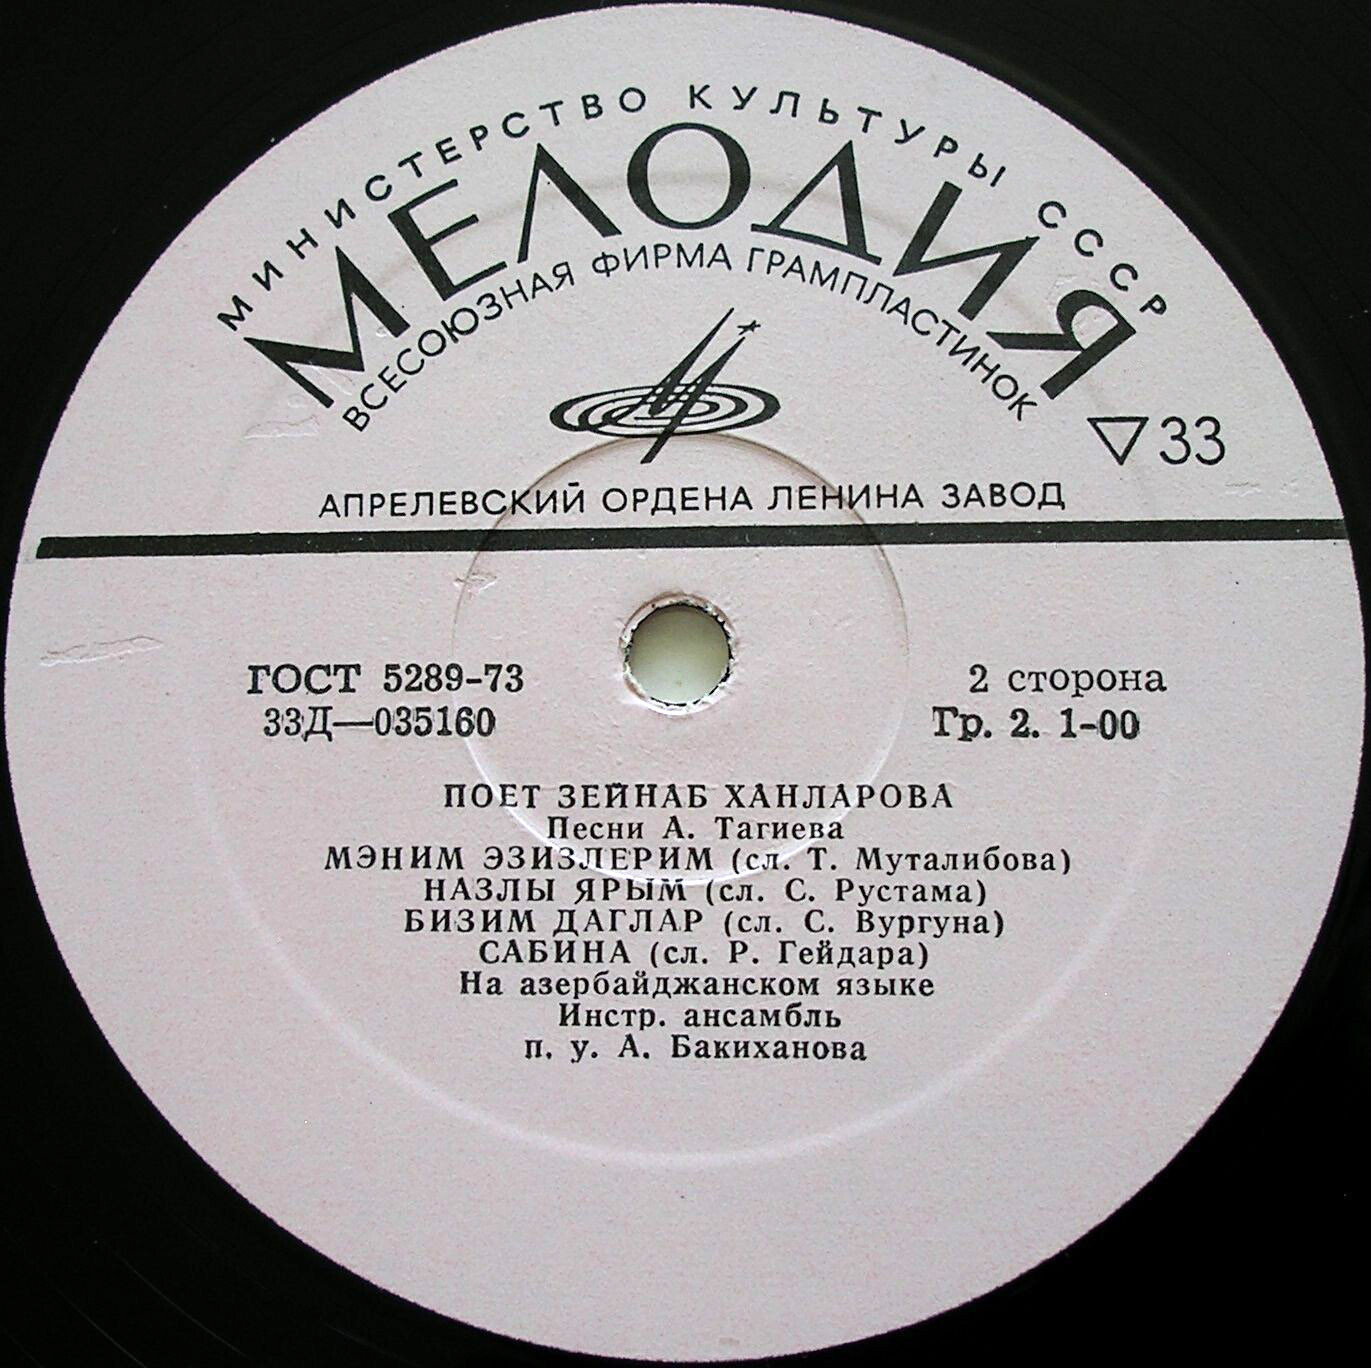 МИНИСТЕРСТВО КУЛЬТУРЫ СССР
МЕЛОДИЯ
ВСЕСОЮЗНАЯ ФИРМА ГРАМПЛАСТИНОК
33
АПРЕЛЕВСКИЙ ОРДЕНА ЛЕНИНА ЗАВОД
ГОСТ 5289-73
33Д—035160
2 сторона
Гр. 2. 1-00
ПОЕТ ЗЕЙНАБ ХАНЛАРОВА
Песни А. Тагиева
МЭНИМ ЭЗИЗЛЕРИМ (сл. Т. Муталибова)
НАЗЛЫ ЯРЫМ (сл. С. Рустама)
БИЗИМ ДАГЛАР (сл. С. Вургуна)
САБИНА (сл. Р. Гейдара)
На азербайджанском языке
Инстр. ансамбль
п. у. А. Бакиханова